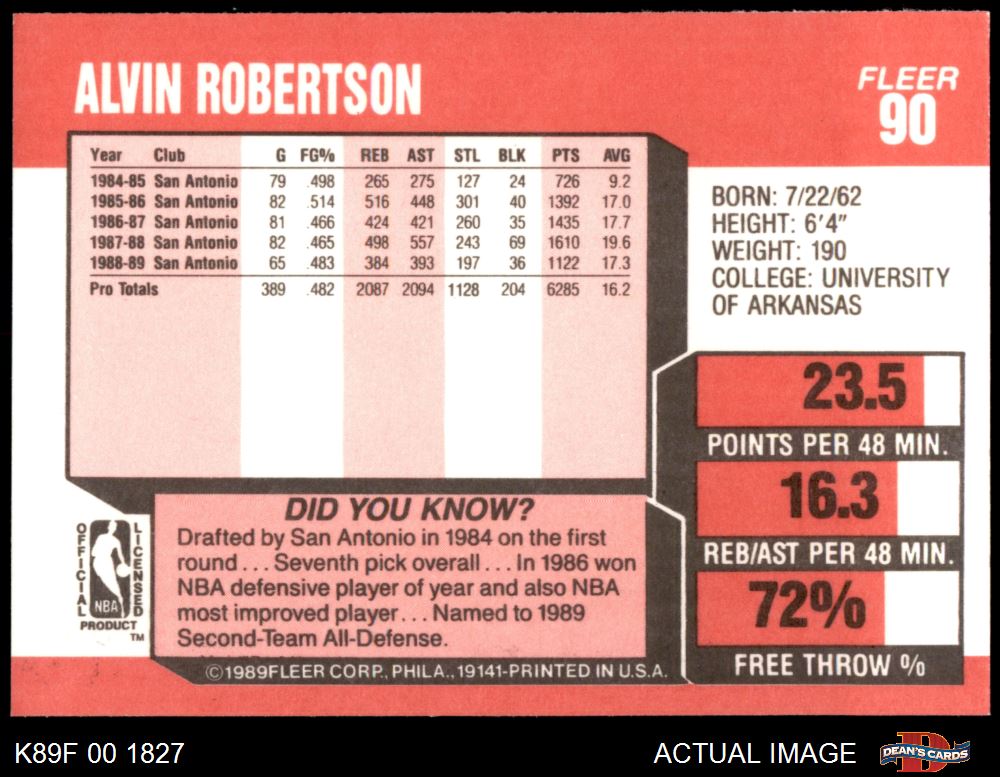 ALVIN ROBERTSON
FLEER
90
Year Club G FG% REB AST STL BLK PTS AVG
1984-85 San Antonio 79 .498 265 275 127 24 726 9.2
1985-86 San Antonio 82 .514 516 448 301 40 1392 17.0
1986-87 San Antonio 81 .466 424 421 260 35 1435 17.7
1987-88 San Antonio 82 .465 498 557 243 69 1610 19.6
1988-89 San Antonio 65 .483 384 393 197 36 1122 17.3
Pro Totals 389 .482 2087 2094 1128 204 6285 16.2
BORN: 7/22/62
HEIGHT: 6'4"
WEIGHT: 190
COLLEGE: UNIVERSITY
OF ARKANSAS
23.5
POINTS PER 48 MIN.
16.3
REB/AST PER 48 MIN.
72%
FREE THROW %
DID YOU KNOW?
Drafted by San Antonio in 1984 on the first
round... Seventh pick overall... In 1986 won
NBA defensive player of year and also NBA
most improved player... Named to 1989
Second-Team All-Defense.
OFFICIAL
LICENSED
NBA
PRODUCT
TM
©1989FLEER CORP., PHILA., 19141-PRINTED IN U.S.A.
K89F 00 1827
ACTUAL IMAGE
D
DEAN'S CARDS